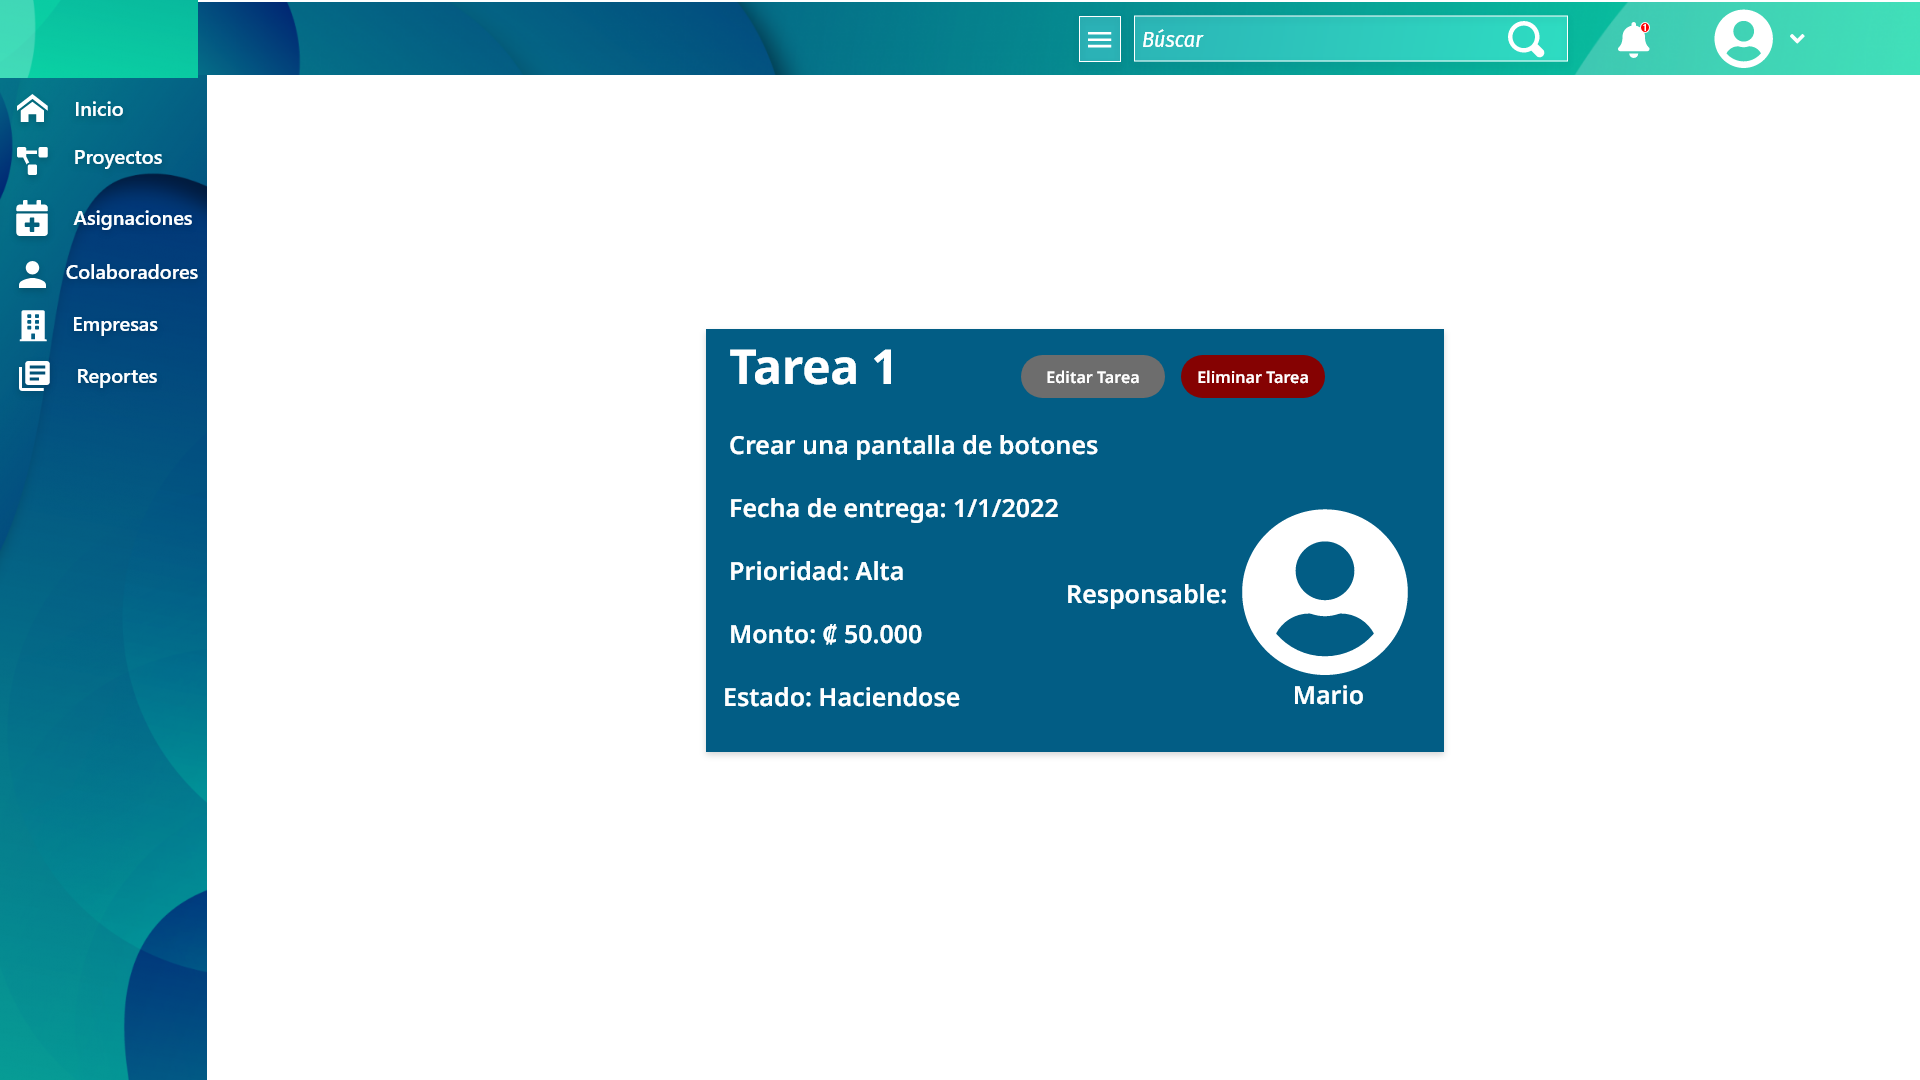 Búscar
1
Inicio
Proyectos
Asignaciones
Colaboradores
Empresas
Reportes
Tarea 1
Editar Tarea
Eliminar Tarea
Crear una pantalla de botones
Fecha de entrega: 1/1/2022
Prioridad: Alta
Responsable:
Monto: ₡ 50.000
Estado: Haciendose
Mario